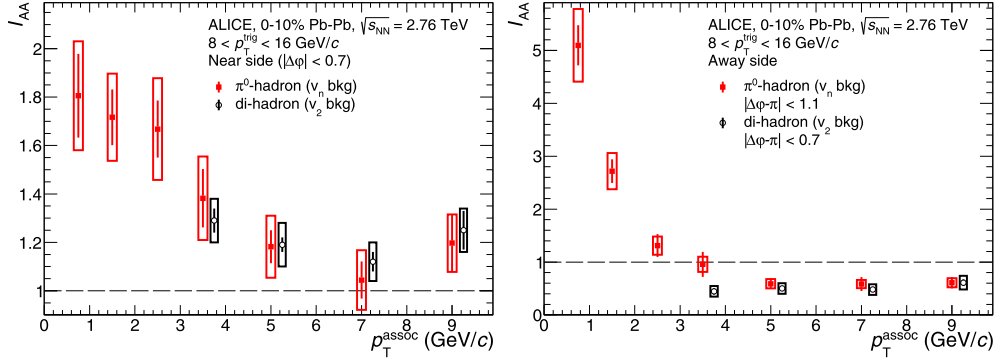 I_AA
ALICE, 0-10% Pb-Pb, √s_NN = 2.76 TeV
8 < p_T^trig < 16 GeV/c
Near side (|Δφ| < 0.7)
π⁰-hadron (v_n bkg)
di-hadron (v_2 bkg)
2
1.8
1.6
1.4
1.2
1
0 1 2 3 4 5 6 7 8 9
p_T^assoc (GeV/c)
I_AA
ALICE, 0-10% Pb-Pb, √s_NN = 2.76 TeV
8 < p_T^trig < 16 GeV/c
Away side
π⁰-hadron (v_n bkg)
|Δφ-π| < 1.1
di-hadron (v_2 bkg)
|Δφ-π| < 0.7
5
4
3
2
1
0
0 1 2 3 4 5 6 7 8 9
p_T^assoc (GeV/c)